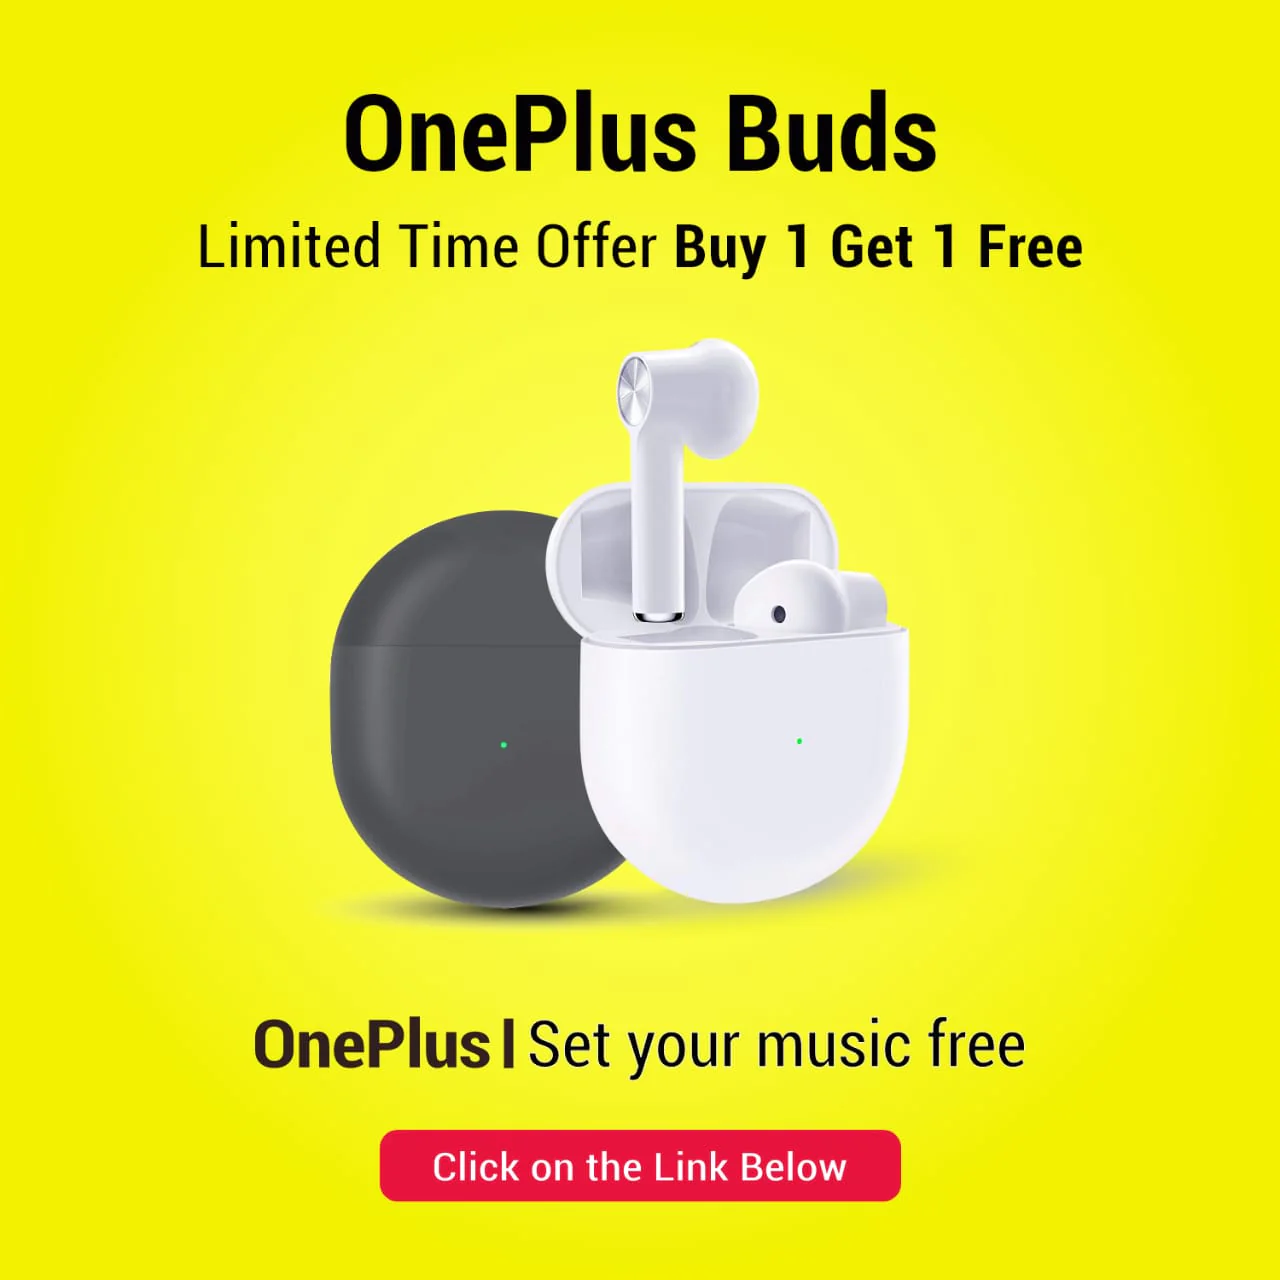 OnePlus Buds
Limited Time Offer Buy 1 Get 1 Free
OnePlus | Set your music free
Click on the Link Below